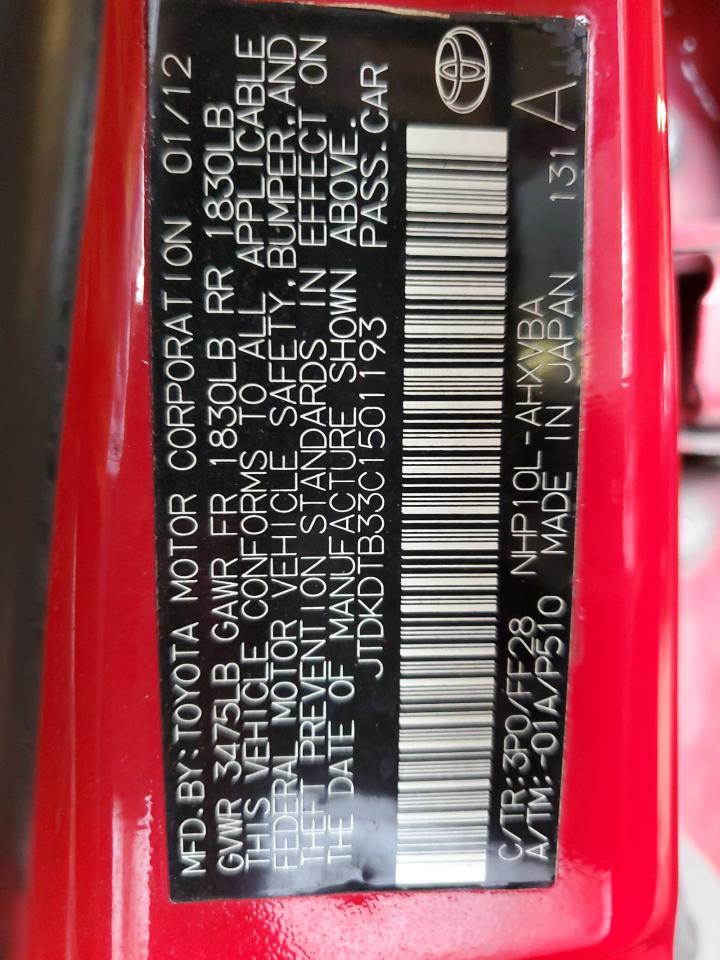 MFD.BY:TOYOTA MOTOR CORPORATION 01/12
GVWR 3475LB GAWR FR 1830LB RR 1830LB
THIS VEHICLE CONFORMS TO ALL APPLICABLE
FEDERAL MOTOR VEHICLE SAFETY,BUMPER,AND
THEFT PREVENTION STANDARDS IN EFFECT ON
THE DATE OF MANUFACTURE SHOWN ABOVE.
JTDKDTB33C1501193 PASS.CAR
C/TR:3P0/FF28 NHP10L-AHXVBA 131 A
A/TM:-01A/P510 MADE IN JAPAN